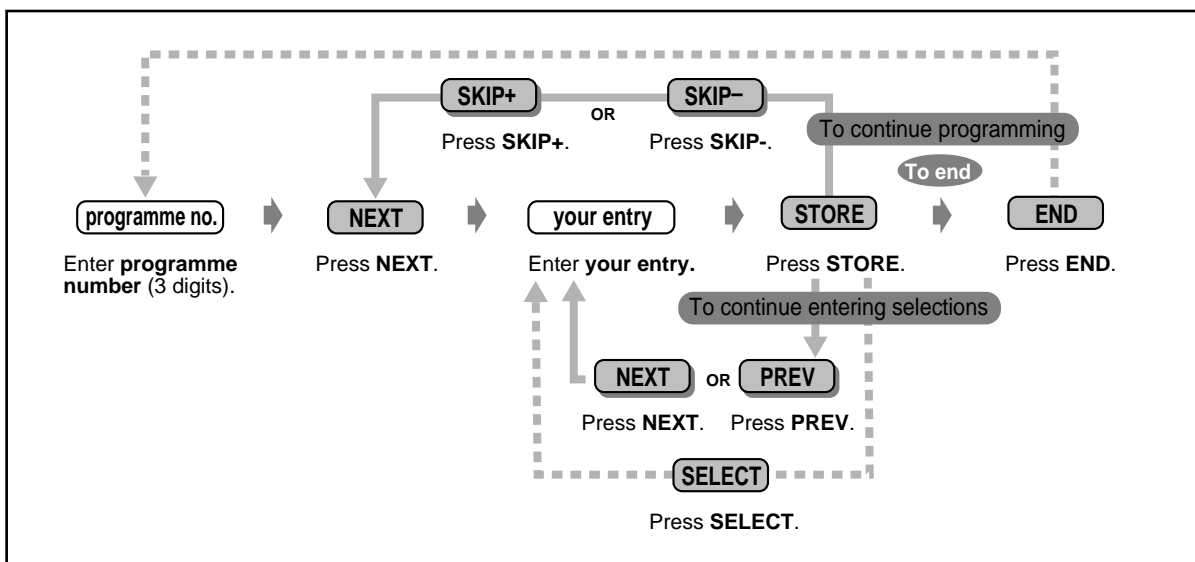 SKIP+
OR
SKIP–
Press SKIP+.
Press SKIP-.
To continue programming
To end
programme no.
NEXT
your entry
STORE
END
Enter programme
number (3 digits).
Press NEXT.
Enter your entry.
Press STORE.
Press END.
To continue entering selections
NEXT
OR
PREV
Press NEXT.
Press PREV.
SELECT
Press SELECT.